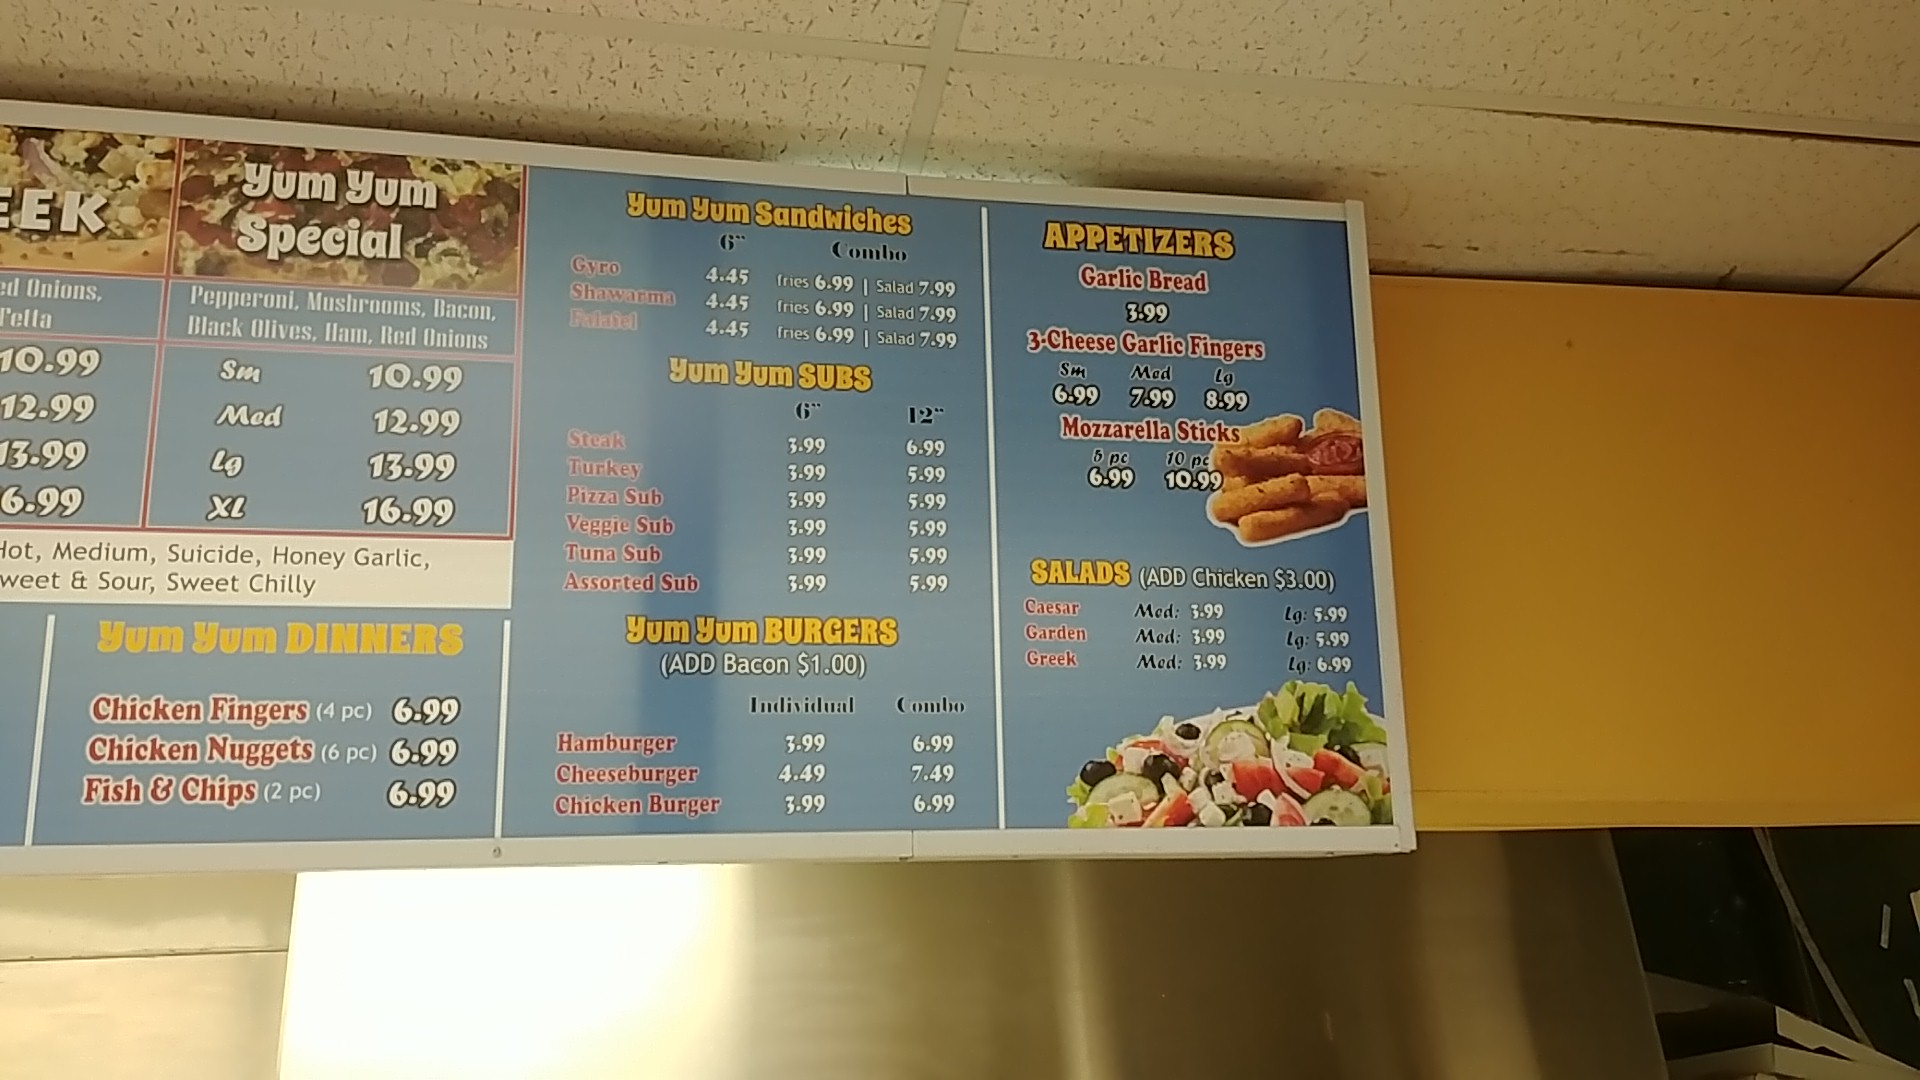 EEK
ed Onions,
Fetta
10.99
12.99
13.99
6.99
Yum Yum
Special
Pepperoni, Mushrooms, Bacon,
Black Olives, Ham, Red Onions
Sm 10.99
Med 12.99
Lg 13.99
XL 16.99
Hot, Medium, Suicide, Honey Garlic,
weet & Sour, Sweet Chilly
Yum Yum DINNERS
Chicken Fingers (4 pc) 6.99
Chicken Nuggets (6 pc) 6.99
Fish & Chips (2 pc) 6.99
Yum Yum Sandwiches
6" Combo
Gyro 4.45 fries 6.99 | Salad 7.99
Shawarma 4.45 fries 6.99 | Salad 7.99
Falafel 4.45 fries 6.99 | Salad 7.99
Yum Yum SUBS
6" 12"
Steak 3.99 6.99
Turkey 3.99 5.99
Pizza Sub 3.99 5.99
Veggie Sub 3.99 5.99
Tuna Sub 3.99 5.99
Assorted Sub 3.99 5.99
Yum Yum BURGERS
(ADD Bacon $1.00)
Individual Combo
Hamburger 3.99 6.99
Cheeseburger 4.49 7.49
Chicken Burger 3.99 6.99
APPETIZERS
Garlic Bread
3.99
3-Cheese Garlic Fingers
Sm Med Lg
6.99 7.99 8.99
Mozzarella Sticks
5 pc 10 pc
6.99 10.99
SALADS (ADD Chicken $3.00)
Caesar Med: 3.99 Lg: 5.99
Garden Med: 3.99 Lg: 5.99
Greek Med: 3.99 Lg: 6.99